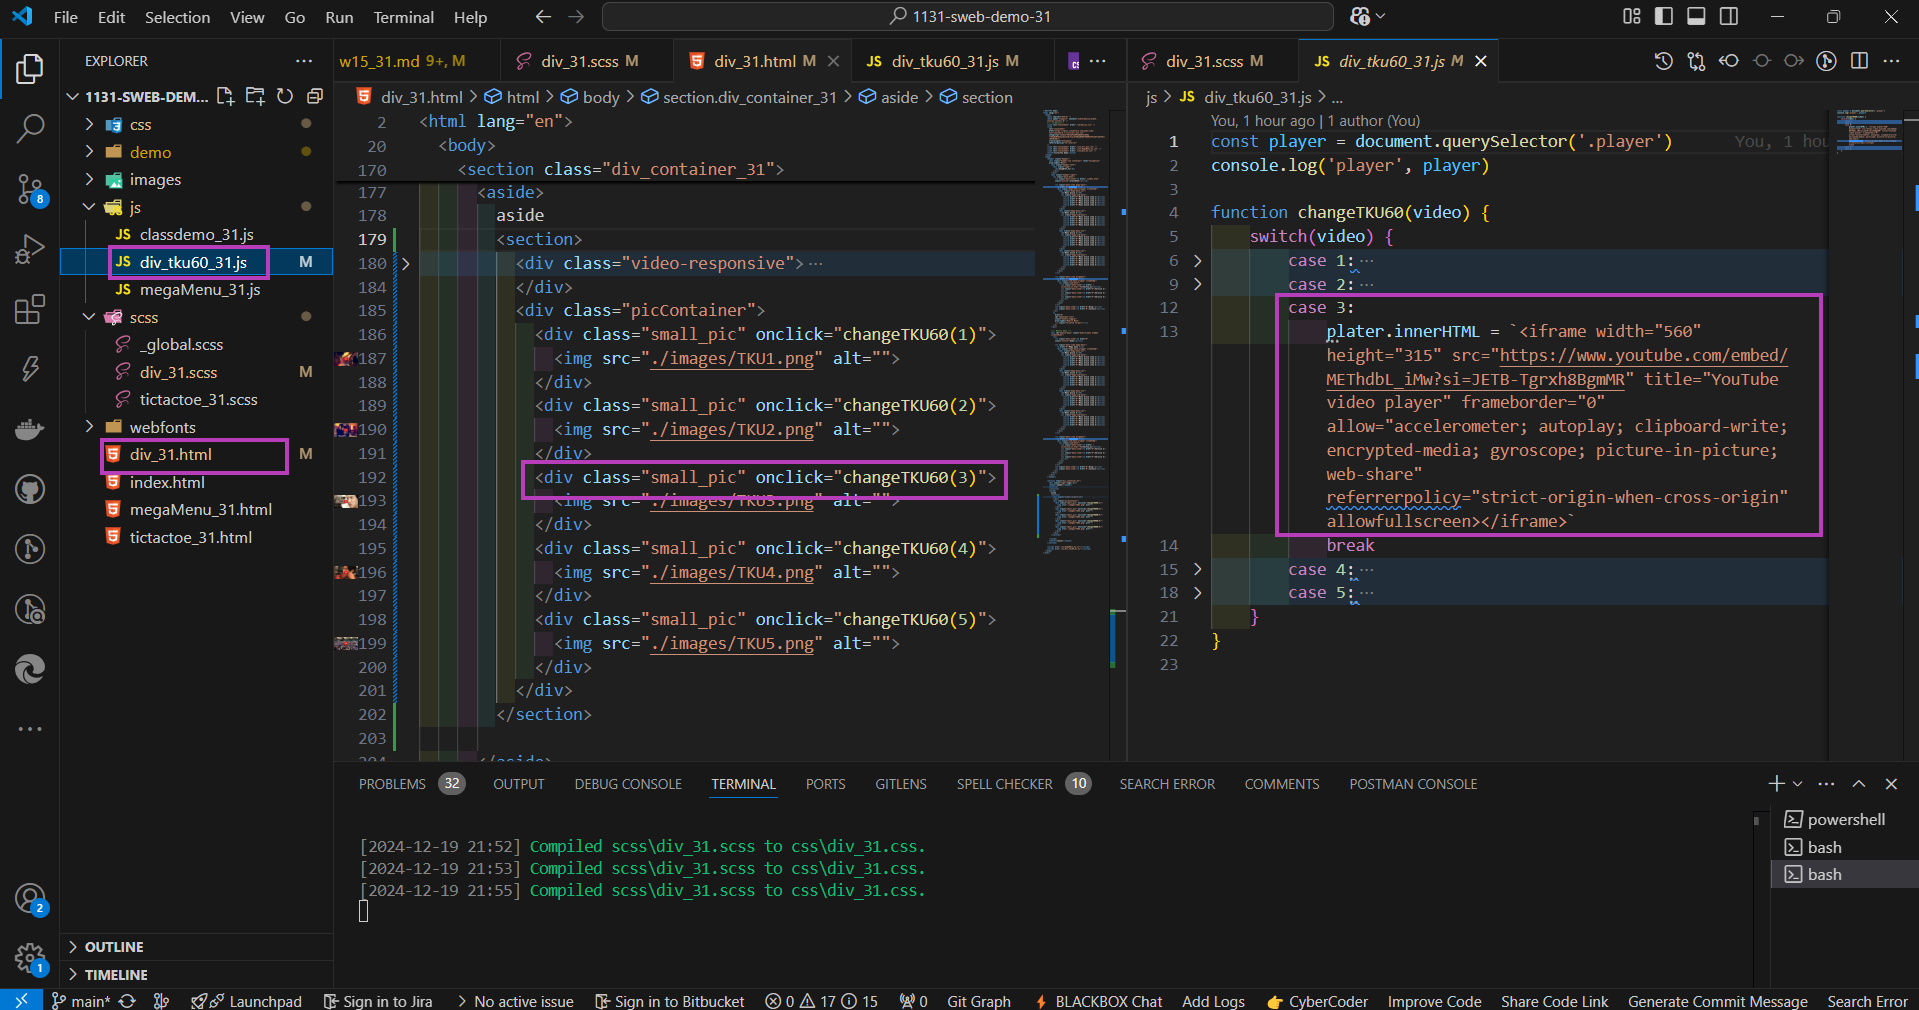 File Edit Selection View Go Run Terminal Help
1131-sweb-demo-31
EXPLORER
1131-SWEB-DEM...
css
demo
images
js
classdemo_31.js
div_tku60_31.js M
megaMenu_31.js
scss
_global.scss
div_31.scss M
tictactoe_31.scss
webfonts
div_31.html M
index.html
megaMenu_31.html
tictactoe_31.html
OUTLINE
TIMELINE
8
2
1
w15_31.md 9+, M
div_31.scss M
div_31.html M
JS div_tku60_31.js M
div_31.html > html > body > section.div_container_31 > aside > section
2 <html lang="en">
20 <body>
170 <section class="div_container_31">
177 <aside>
178 aside
179 <section>
180 <div class="video-responsive"> ···
184 </div>
185 <div class="picContainer">
186 <div class="small_pic" onclick="changeTKU60(1)">
187 <img src="./images/TKU1.png" alt="">
188 </div>
189 <div class="small_pic" onclick="changeTKU60(2)">
190 <img src="./images/TKU2.png" alt="">
191 </div>
192 <div class="small_pic" onclick="changeTKU60(3)">
193 <img src="./images/TKU3.png" alt="">
194 </div>
195 <div class="small_pic" onclick="changeTKU60(4)">
196 <img src="./images/TKU4.png" alt="">
197 </div>
198 <div class="small_pic" onclick="changeTKU60(5)">
199 <img src="./images/TKU5.png" alt="">
200 </div>
201 </div>
202 </section>
203
204 </aside>
div_31.scss M
JS div_tku60_31.js M
js > JS div_tku60_31.js > ...
You, 1 hour ago | 1 author (You)
1 const player = document.querySelector('.player') You, 1 hou
2 console.log('player', player)
3
4 function changeTKU60(video) {
5 switch(video) {
6 case 1: ···
9 case 2: ···
12 case 3:
13 plater.innerHTML = `<iframe width="560"
height="315" src="https://www.youtube.com/embed/
METhdbL_iMw?si=JETB-Tgrxh8BgmMR" title="YouTube
video player" frameborder="0"
allow="accelerometer; autoplay; clipboard-write;
encrypted-media; gyroscope; picture-in-picture;
web-share"
referrerpolicy="strict-origin-when-cross-origin"
allowfullscreen></iframe>`
14 break
15 case 4: ···
18 case 5: ···
21 }
22 }
23
PROBLEMS 32 OUTPUT DEBUG CONSOLE TERMINAL PORTS GITLENS SPELL CHECKER 10 SEARCH ERROR COMMENTS POSTMAN CONSOLE
[2024-12-19 21:52] Compiled scss\div_31.scss to css\div_31.css.
[2024-12-19 21:53] Compiled scss\div_31.scss to css\div_31.css.
[2024-12-19 21:55] Compiled scss\div_31.scss to css\div_31.css.
powershell
bash
bash
main* Launchpad Sign in to Jira No active issue Sign in to Bitbucket 0 17 15 0 Git Graph BLACKBOX Chat Add Logs CyberCoder Improve Code Share Code Link Generate Commit Message Search Error